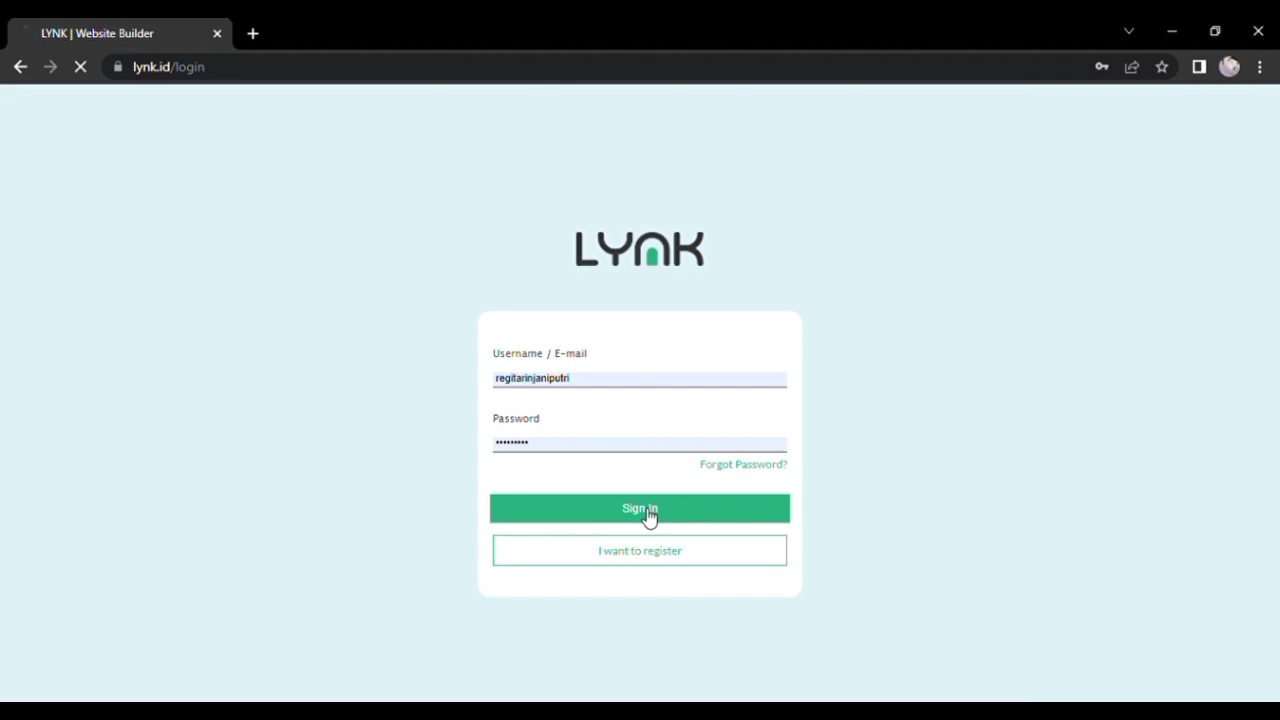 LYNK | Website Builder
lynk.id/login
LYNK
Username / E-mail
regitarinjaniputri
Password
•••••••••
Forgot Password?
Sign In
I want to register